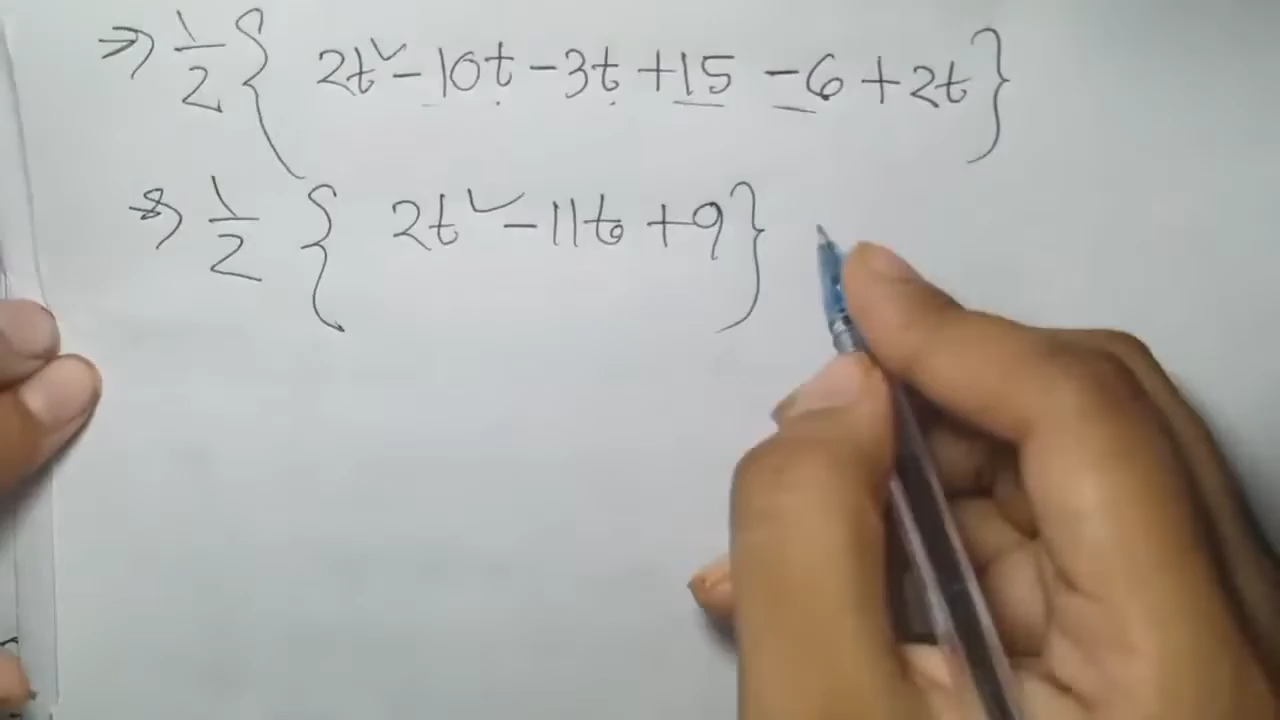 ⇒ 1/2 { 2t² - 10t - 3t + 15 - 6 + 2t }
⇒ 1/2 { 2t² - 11t + 9 }